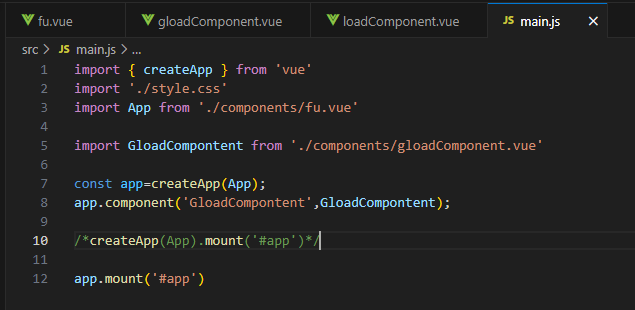 fu.vue gloadComponent.vue loadComponent.vue JS main.js ×
src > JS main.js > ...
1 import { createApp } from 'vue'
2 import './style.css'
3 import App from './components/fu.vue'
4
5 import GloadCompontent from './components/gloadComponent.vue'
6
7 const app=createApp(App);
8 app.component('GloadCompontent',GloadCompontent);
9
10 /*createApp(App).mount('#app')*/
11
12 app.mount('#app')